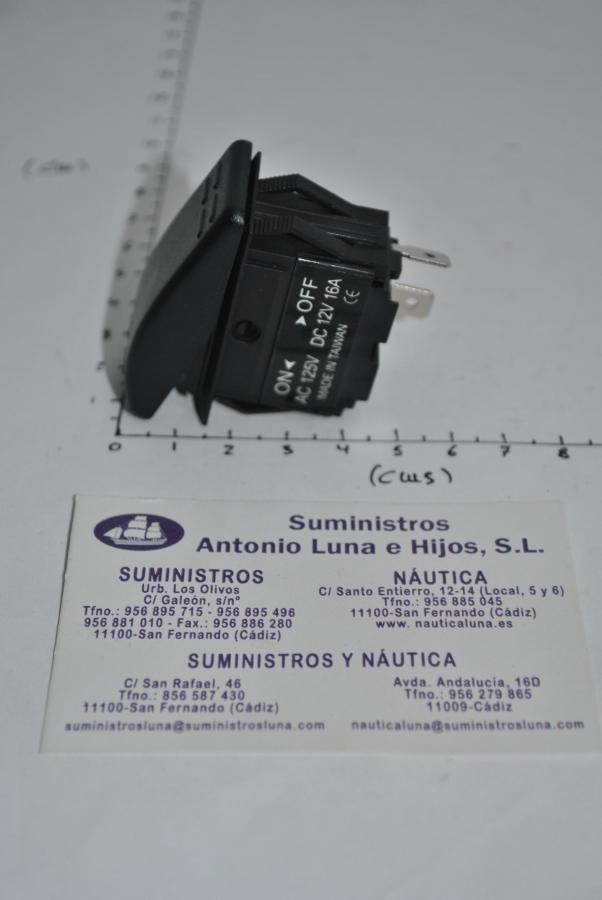 (cms)
ON◄ ►OFF
AC 125V DC 12V 16A
MADE IN TAIWAN CE
0 1 2 3 4 5 6 7 8
(cms)
Suministros
Antonio Luna e Hijos, S.L.
SUMINISTROS
Urb. Los Olivos
C/ Galeón, s/nº
Tfno.: 956 895 715 - 956 895 496
956 881 010 - Fax.: 956 886 280
11100-San Fernando (Cádiz)
NÁUTICA
C/ Santo Entierro, 12-14 (Local, 5 y 6)
Tfno.: 956 885 045
11100-San Fernando (Cádiz)
www. nauticaluna.es
SUMINISTROS Y NÁUTICA
C/ San Rafael, 46
Tfno.: 856 587 430
11100-San Fernando (Cádiz)
suministrosluna@suministrosluna.com
Avda. Andalucía, 16D
Tfno.: 956 279 865
11009-Cádiz
nauticaluna@suministrosluna.com